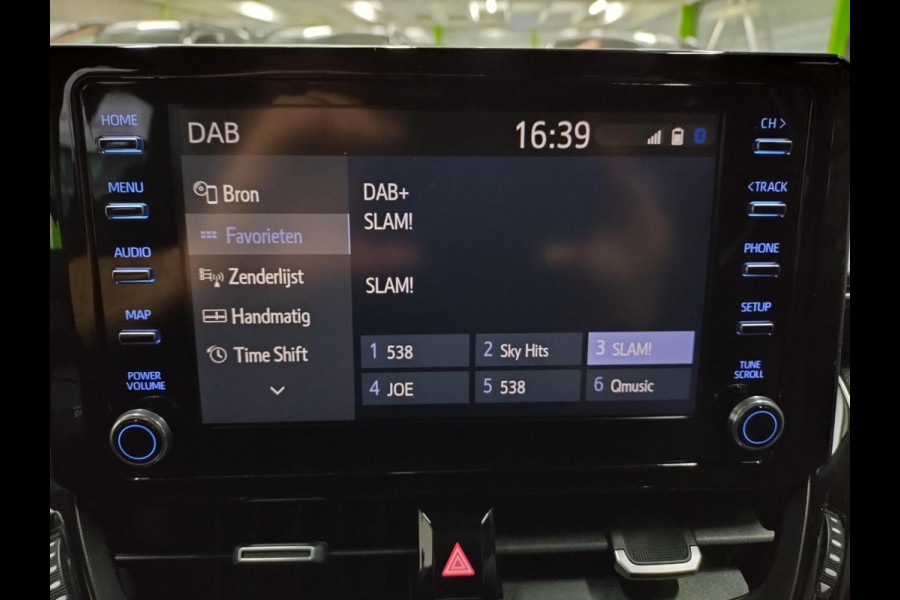 DAB 16:39
HOME
MENU
AUDIO
MAP
POWER
VOLUME
Bron
Favorieten
Zenderlijst
Handmatig
Time Shift
DAB+
SLAM!
SLAM!
1 538 2 Sky Hits 3 SLAM!
4 JOE 5 538 6 Qmusic
CH >
< TRACK
PHONE
SETUP
TUNE
SCROLL